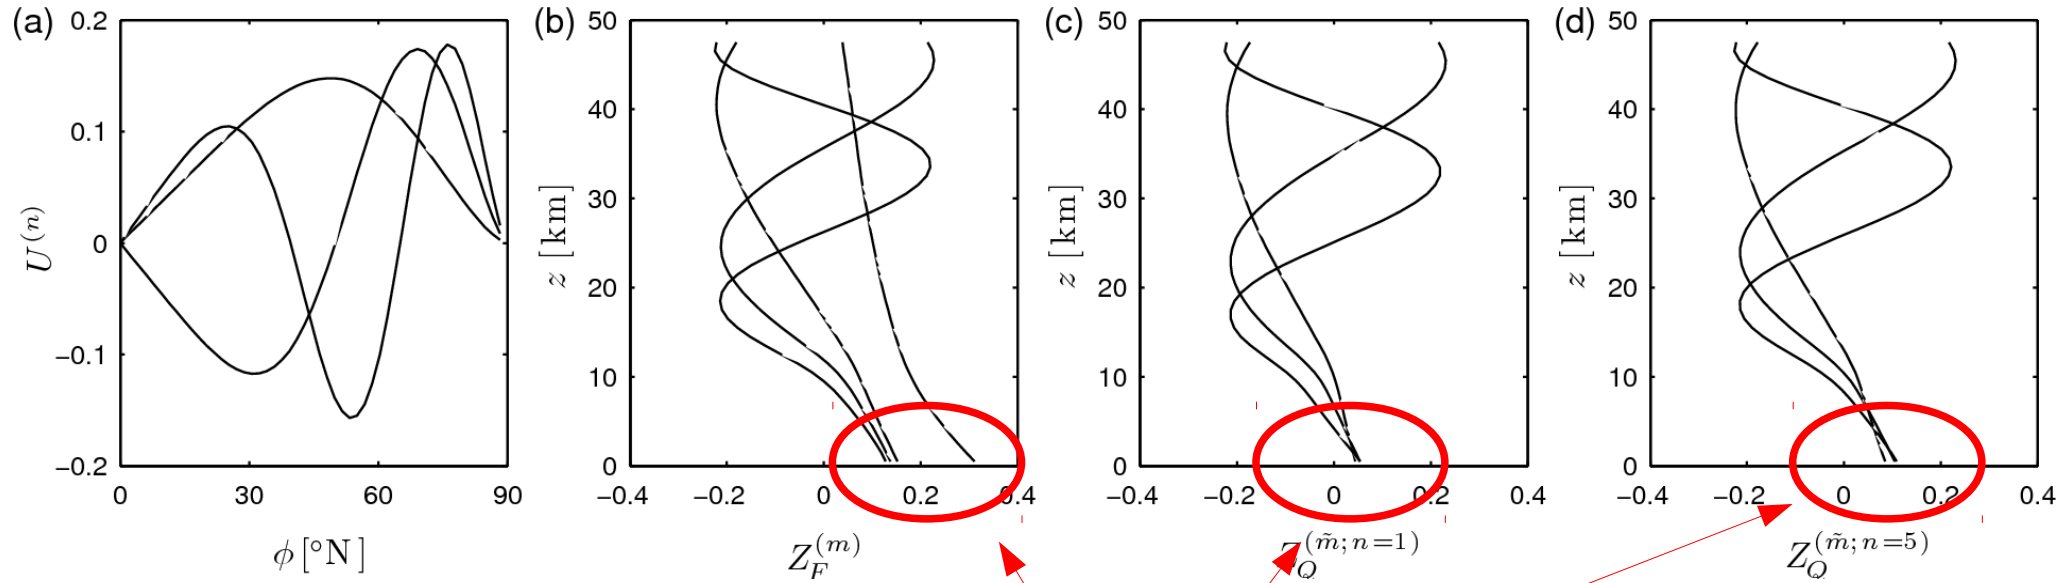 (a)
0.2
0.1
0
−0.1
−0.2
0 30 60 90
U^(n)
ϕ [°N]
(b)
50
40
30
20
10
0
−0.4 −0.2 0 0.2 0.4
z [km]
Z_F^(m)
(c)
50
40
30
20
10
0
−0.4 −0.2 0 0.2 0.4
z [km]
Z_Q^(m̃; n=1)
(d)
50
40
30
20
10
0
−0.4 −0.2 0 0.2 0.4
z [km]
Z_Q^(m̃; n=5)